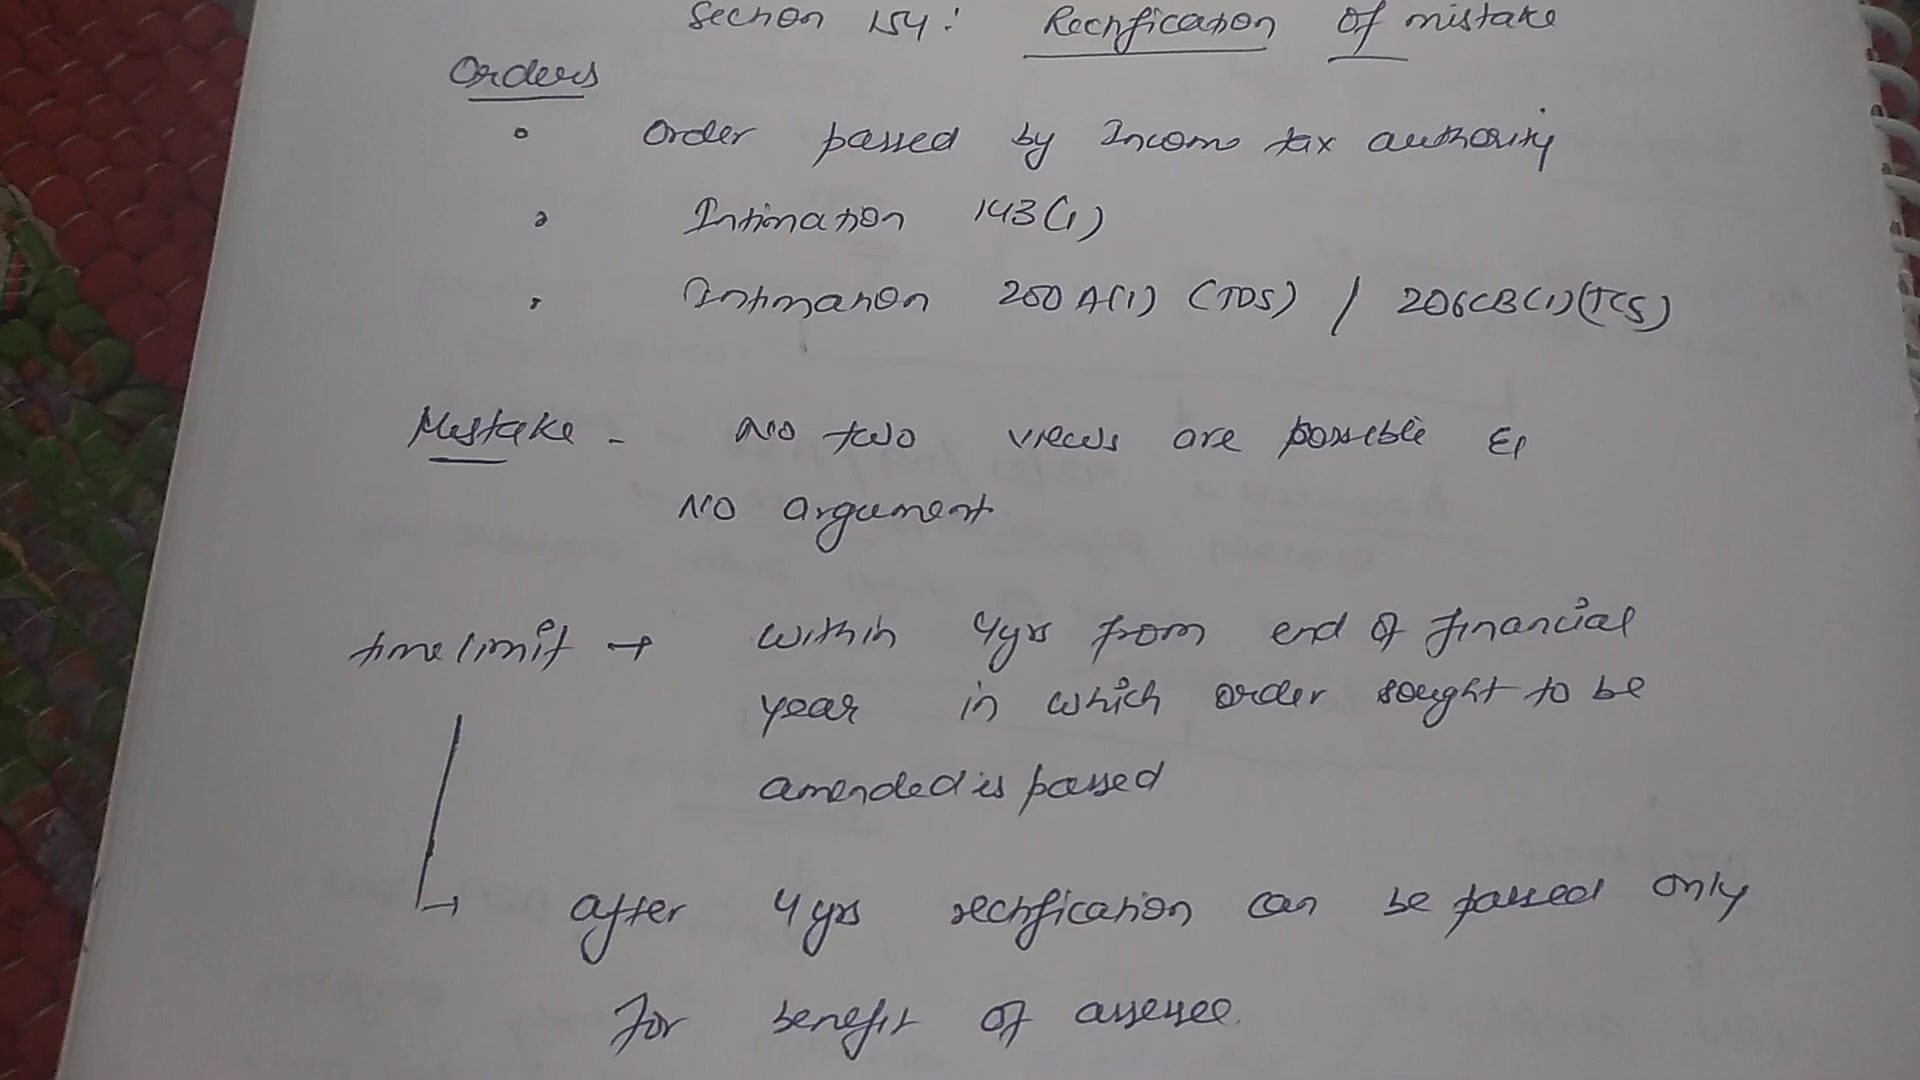 Section 154: Rectification of mistake
Orders
Order passed by Income tax authority
Intimation 143(1)
Intimation 200A(1) (TDS) / 206CB(1)(TCS)
Mistake - No two views are possible &
No argument
time limit → within 4yrs from end of financial
year in which order sought to be
amended is passed
↳ after 4 yrs rectification can be passed only
for benefit of assessee.